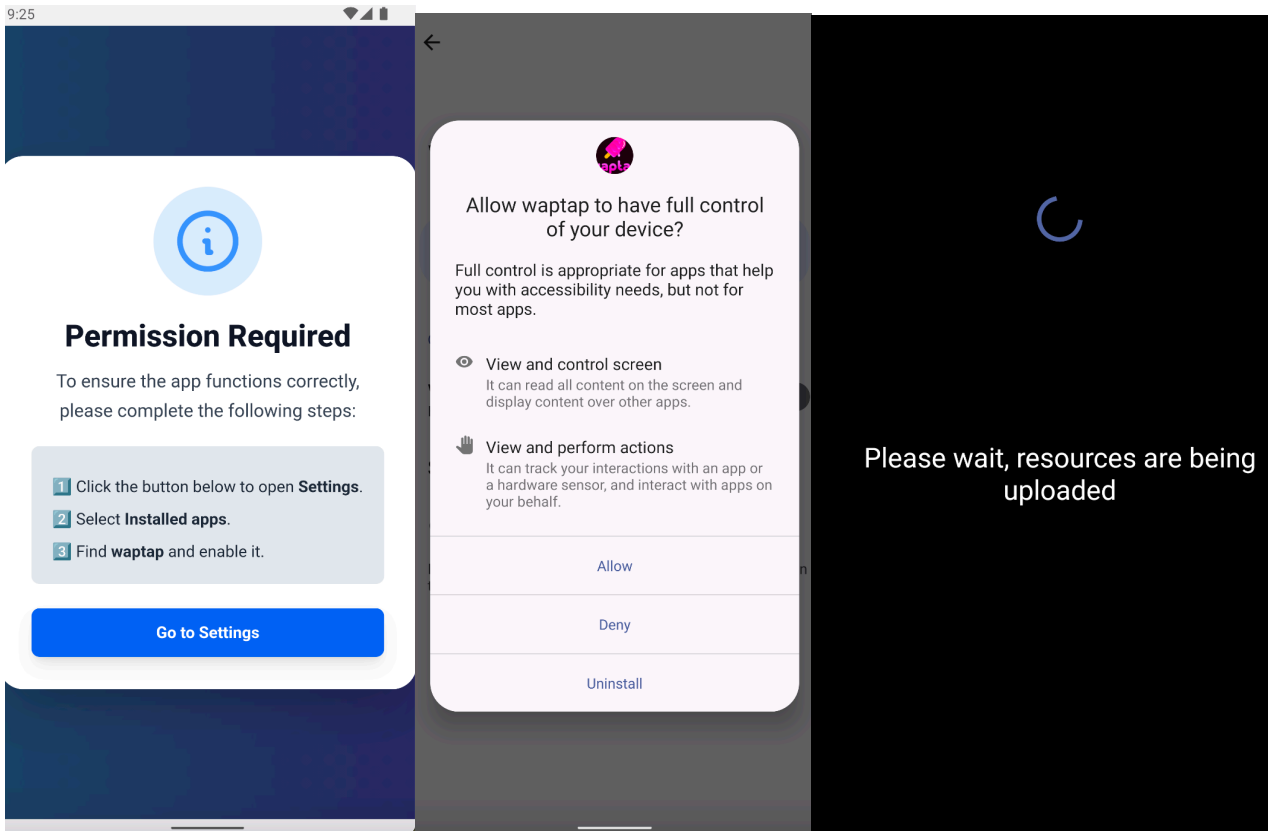 9:25
Permission Required
To ensure the app functions correctly,
please complete the following steps:
1 Click the button below to open Settings.
2 Select Installed apps.
3 Find waptap and enable it.
Go to Settings
Allow waptap to have full control
of your device?
Full control is appropriate for apps that help
you with accessibility needs, but not for
most apps.
View and control screen
It can read all content on the screen and
display content over other apps.
View and perform actions
It can track your interactions with an app or
a hardware sensor, and interact with apps on
your behalf.
Allow
Deny
Uninstall
Please wait, resources are being
uploaded